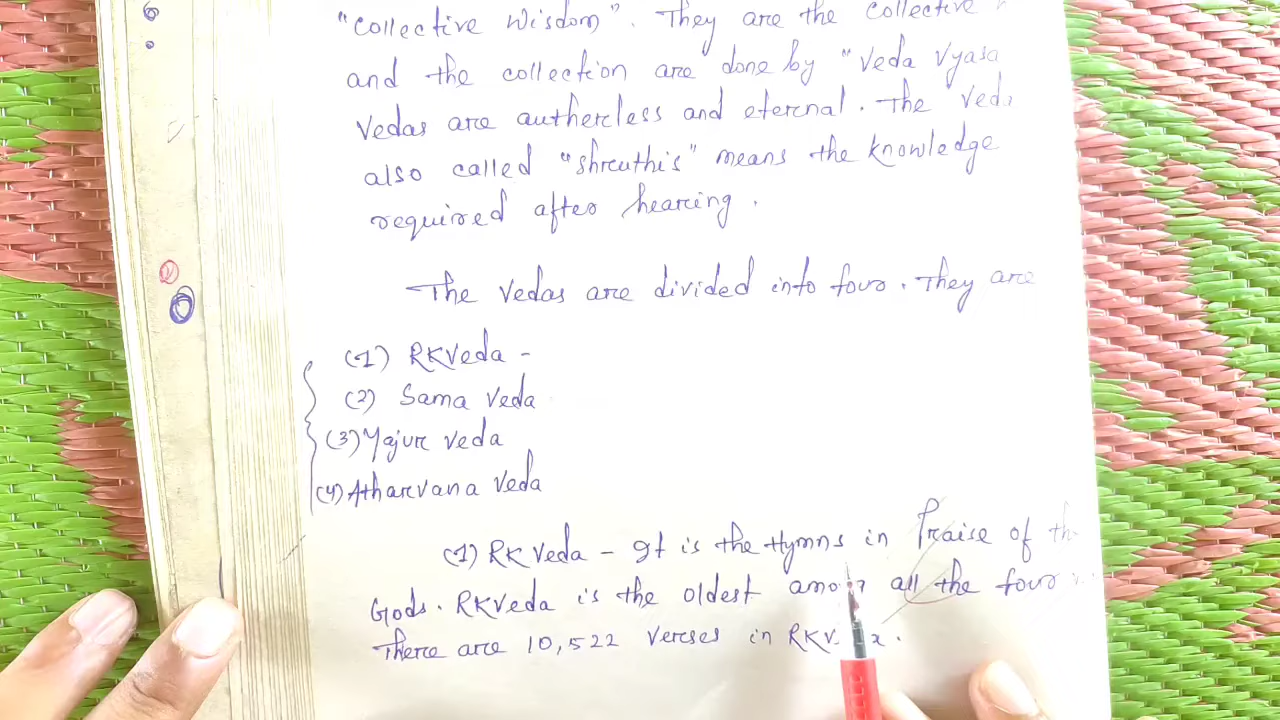 "collective wisdom". They are the collective
and the collection are done by "Veda Vyasa
Vedas are autherless and eternal. The Veda
also called "shruthis" means the knowledge
required after hearing.
The Vedas are divided into four. They are
(1) RKVeda -
(2) Sama Veda
(3) Yajur veda
(4) Atharvana Veda
(1) RK Veda - It is the Hymns in Praise of the
Gods. RKVeda is the oldest among all the four
There are 10,522 verses in RKV